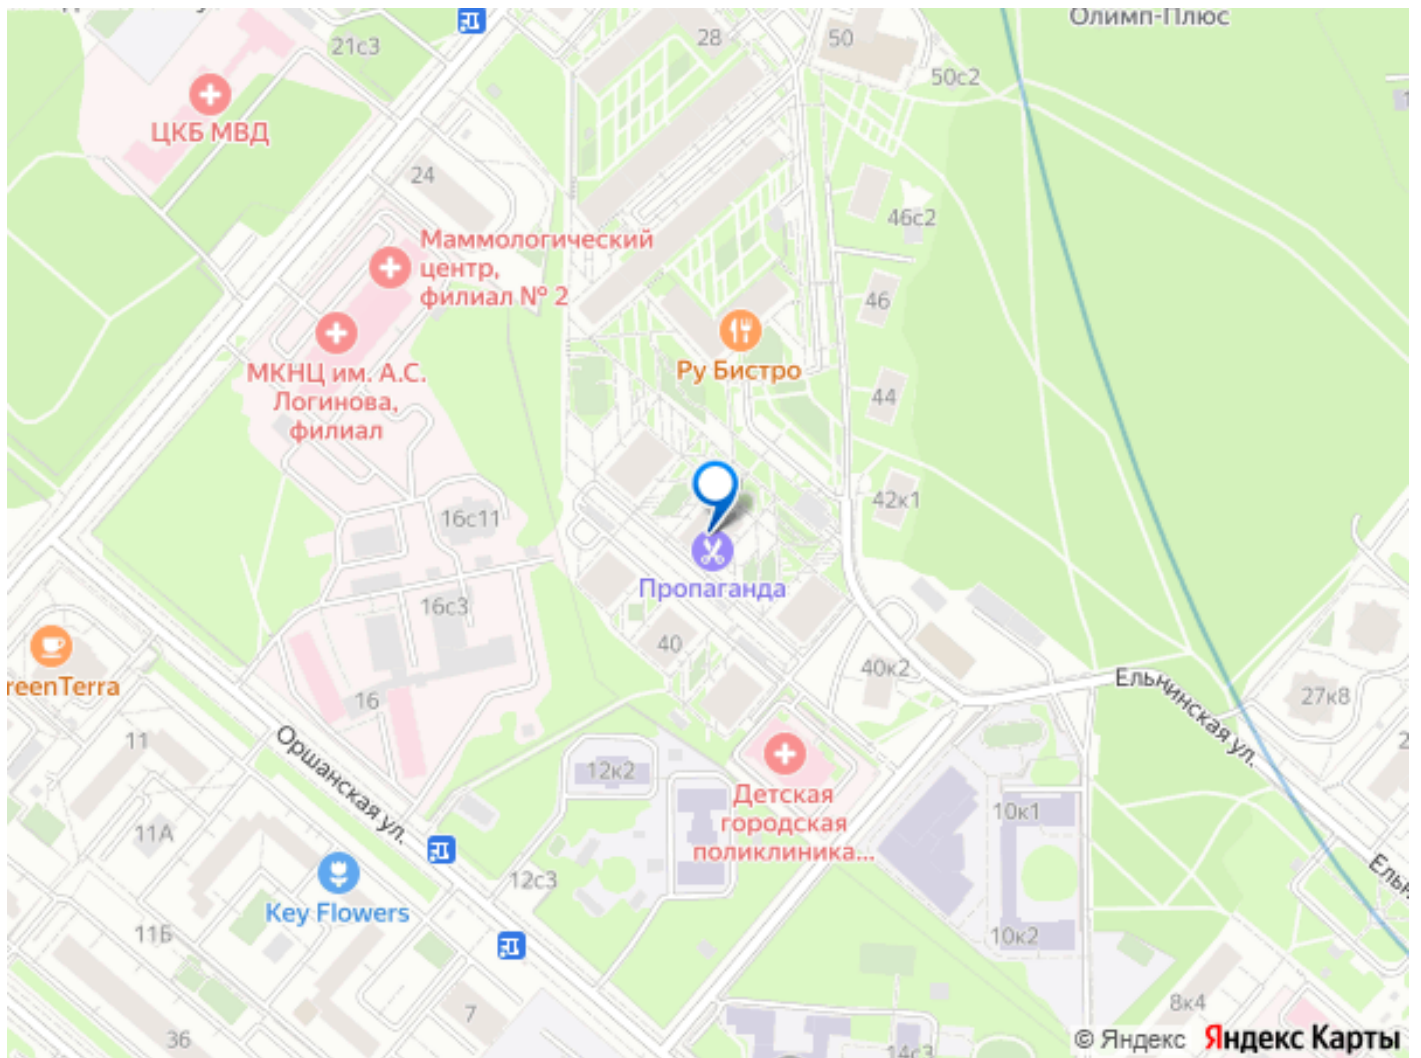 Олимп-Плюс
28
50
21с3
50с2
ЦКБ МВД
24
46с2
Маммологический
центр,
филиал № 2
46
Ру Бистро
МКНЦ им. А.С.
Логинова,
филиал
44
42к1
16с11
Пропаганда
16с3
40
40к2
Ельнинская ул.
reenTerra
16
27к8
11
Оршанская ул.
12к2
Детская
городская
поликлиника...
10к1
11А
12с3
Key Flowers
11Б
10к2
7
8к4
36
14с3
© Яндекс Яндекс Карты